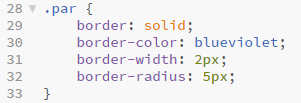 28 .par {
29 border: solid;
30 border-color: blueviolet;
31 border-width: 2px;
32 border-radius: 5px;
33 }